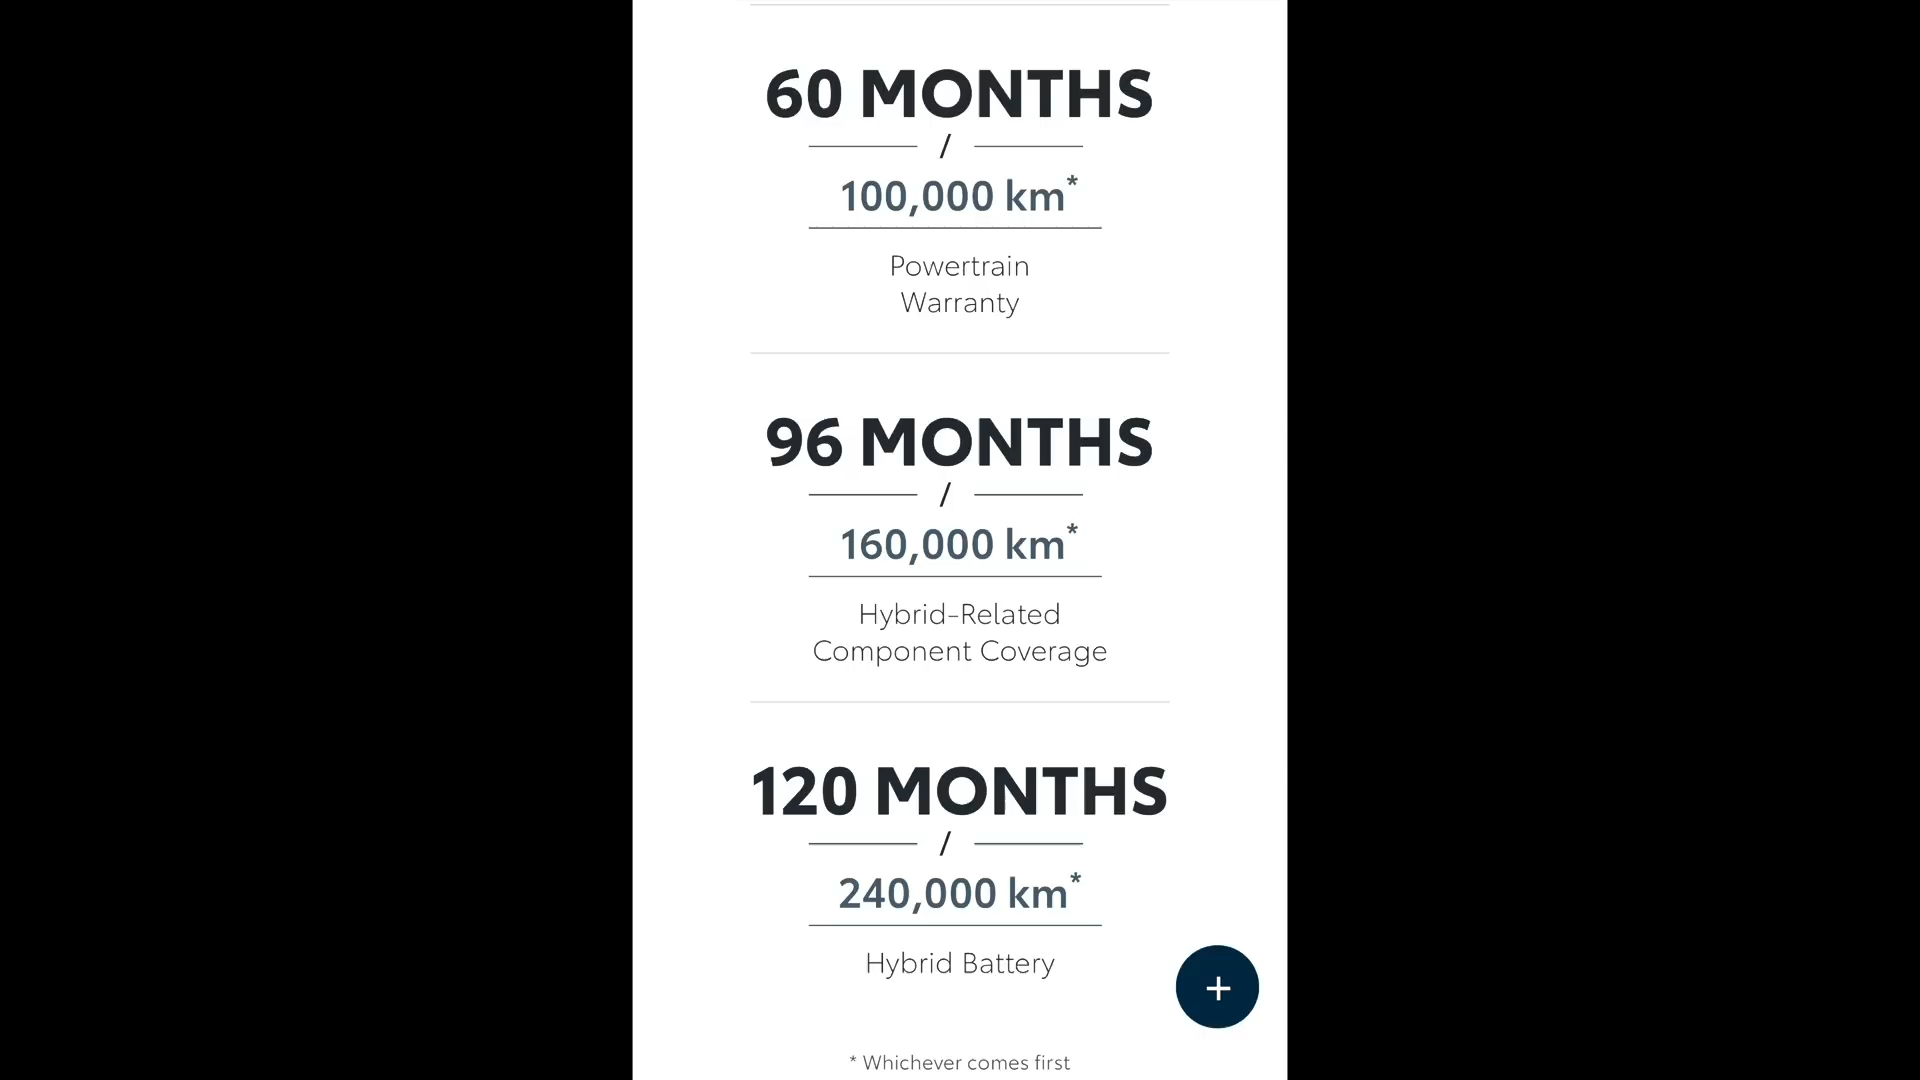 60 MONTHS
/
100,000 km*
Powertrain
Warranty
96 MONTHS
/
160,000 km*
Hybrid-Related
Component Coverage
120 MONTHS
/
240,000 km*
Hybrid Battery
+
* Whichever comes first